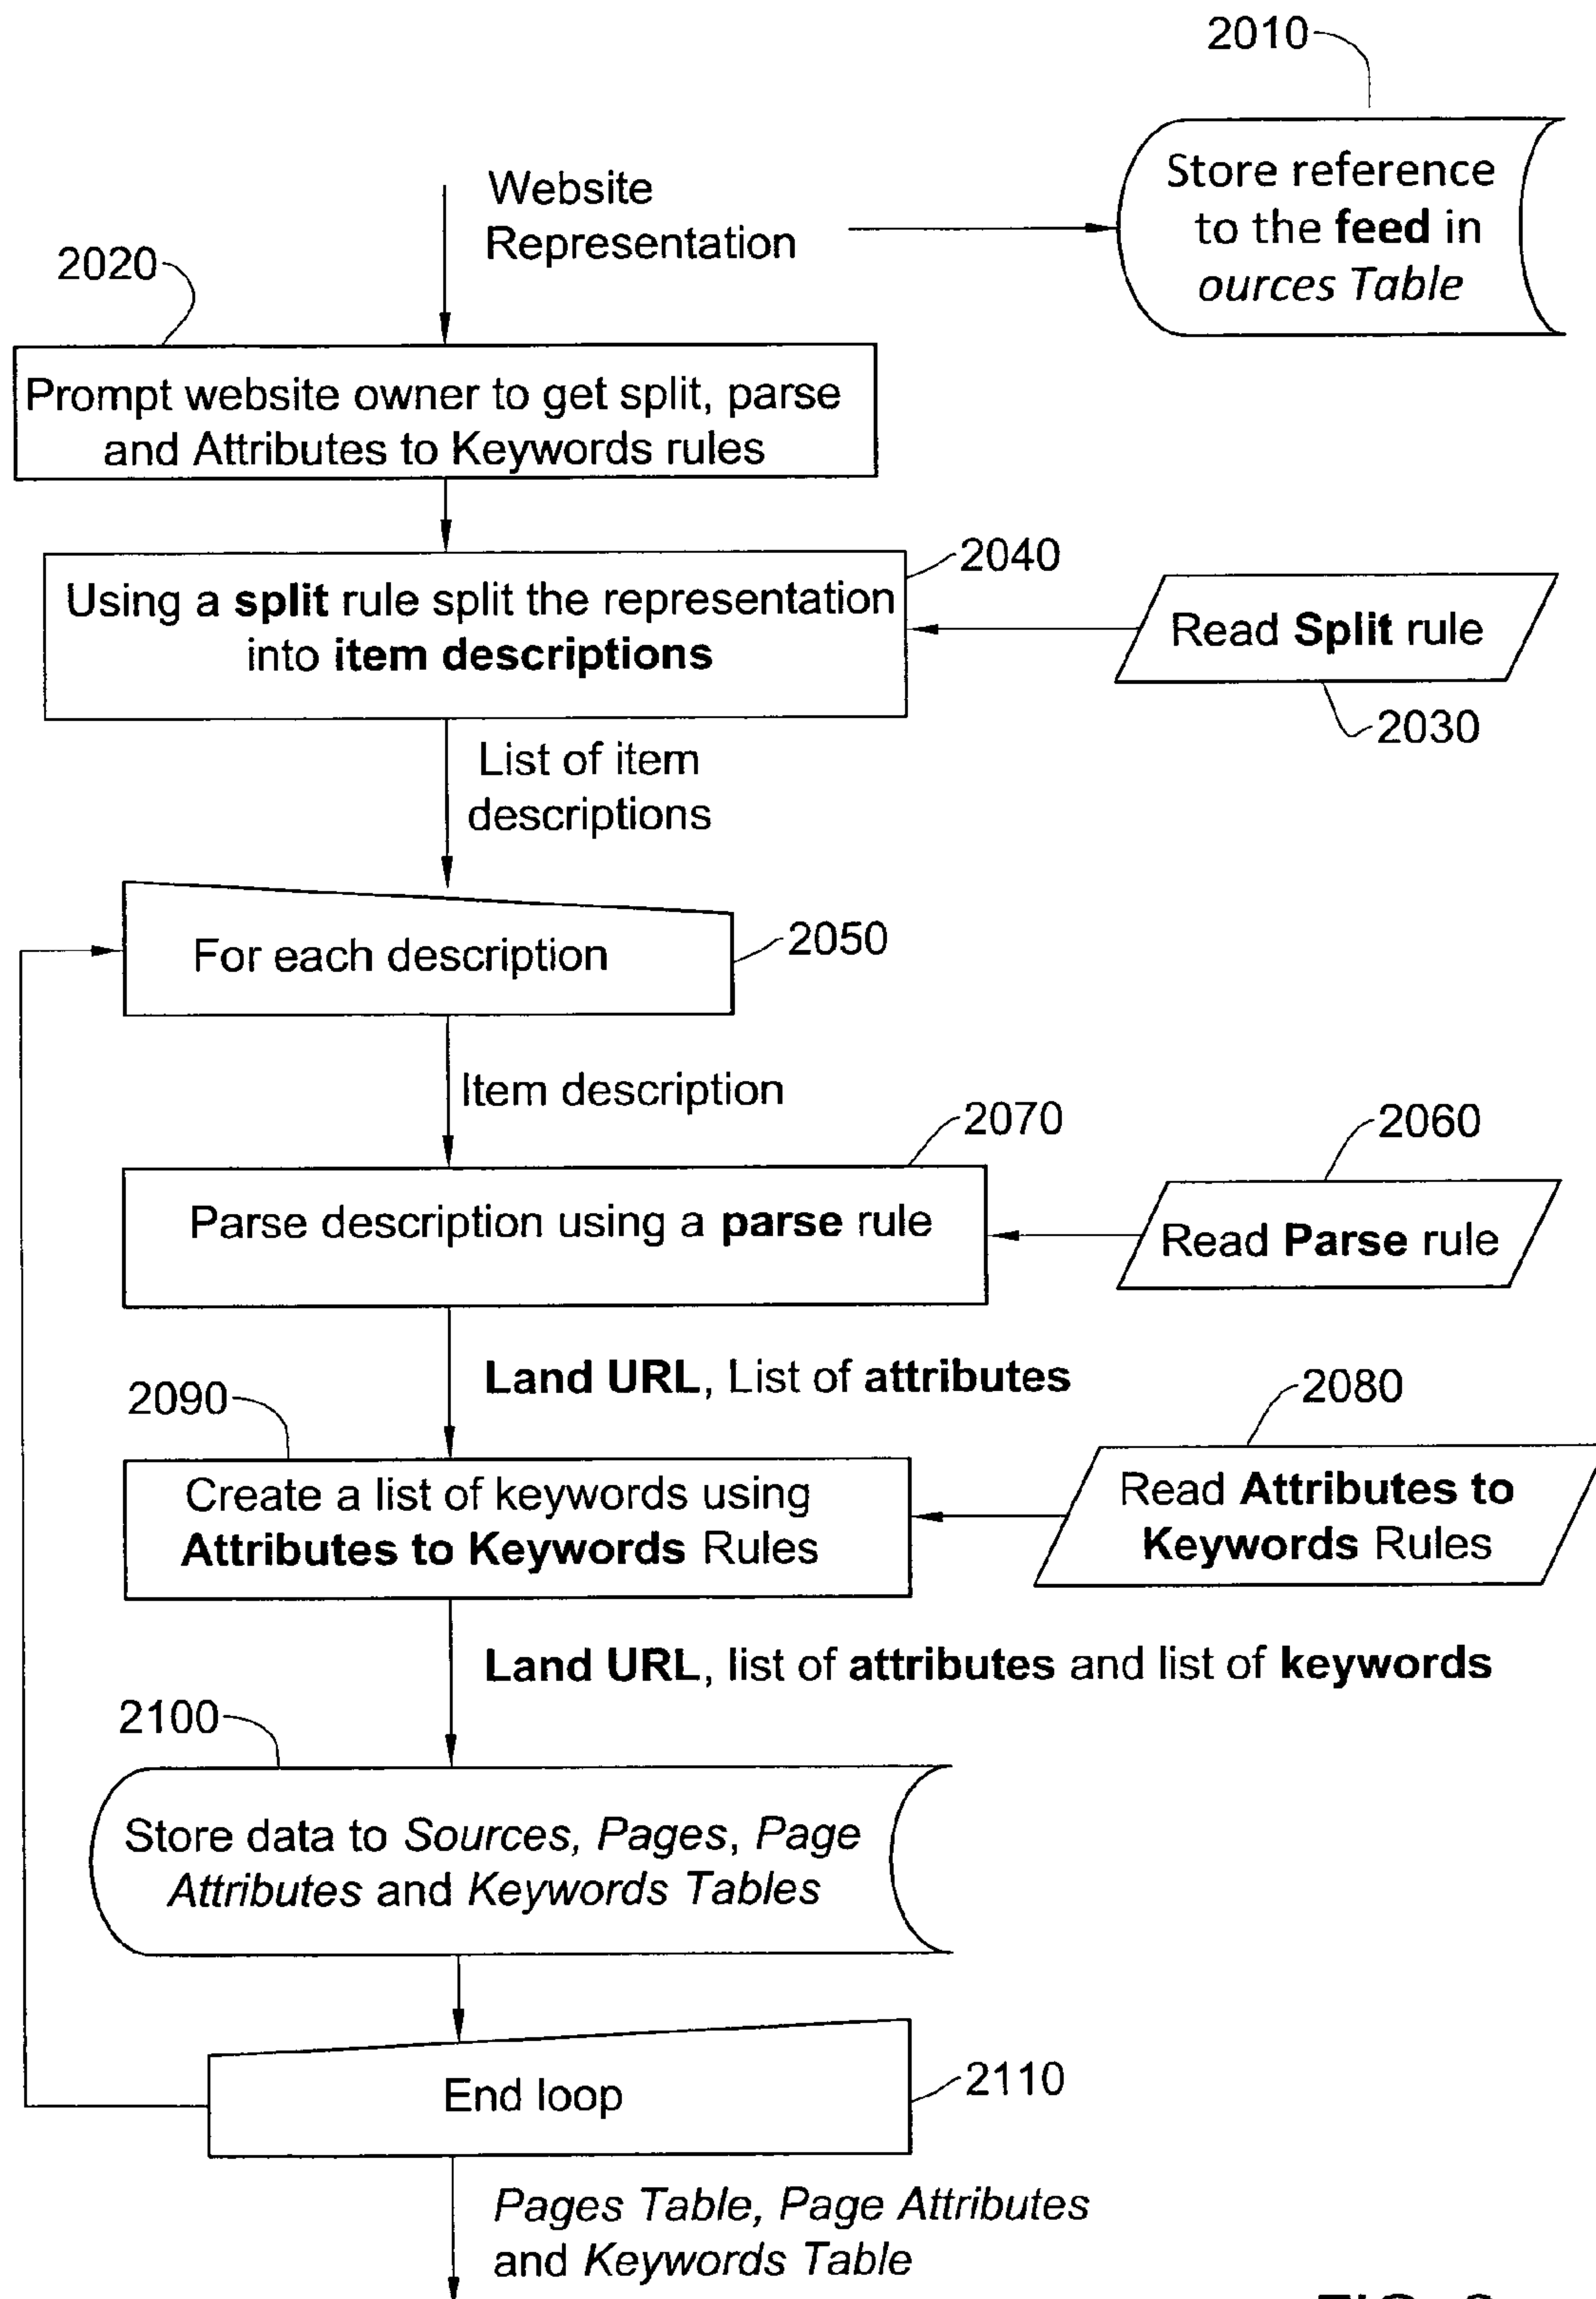 2010
Store reference
to the feed in
ources Table
Website
Representation
2020
Prompt website owner to get split, parse
and Attributes to Keywords rules
2040
Using a split rule split the representation
into item descriptions
Read Split rule
2030
List of item
descriptions
For each description
2050
Item description
2070
2060
Parse description using a parse rule
Read Parse rule
Land URL, List of attributes
2090
2080
Create a list of keywords using
Attributes to Keywords Rules
Read Attributes to
Keywords Rules
Land URL, list of attributes and list of keywords
2100
Store data to Sources, Pages, Page
Attributes and Keywords Tables
End loop
2110
Pages Table, Page Attributes
and Keywords Table